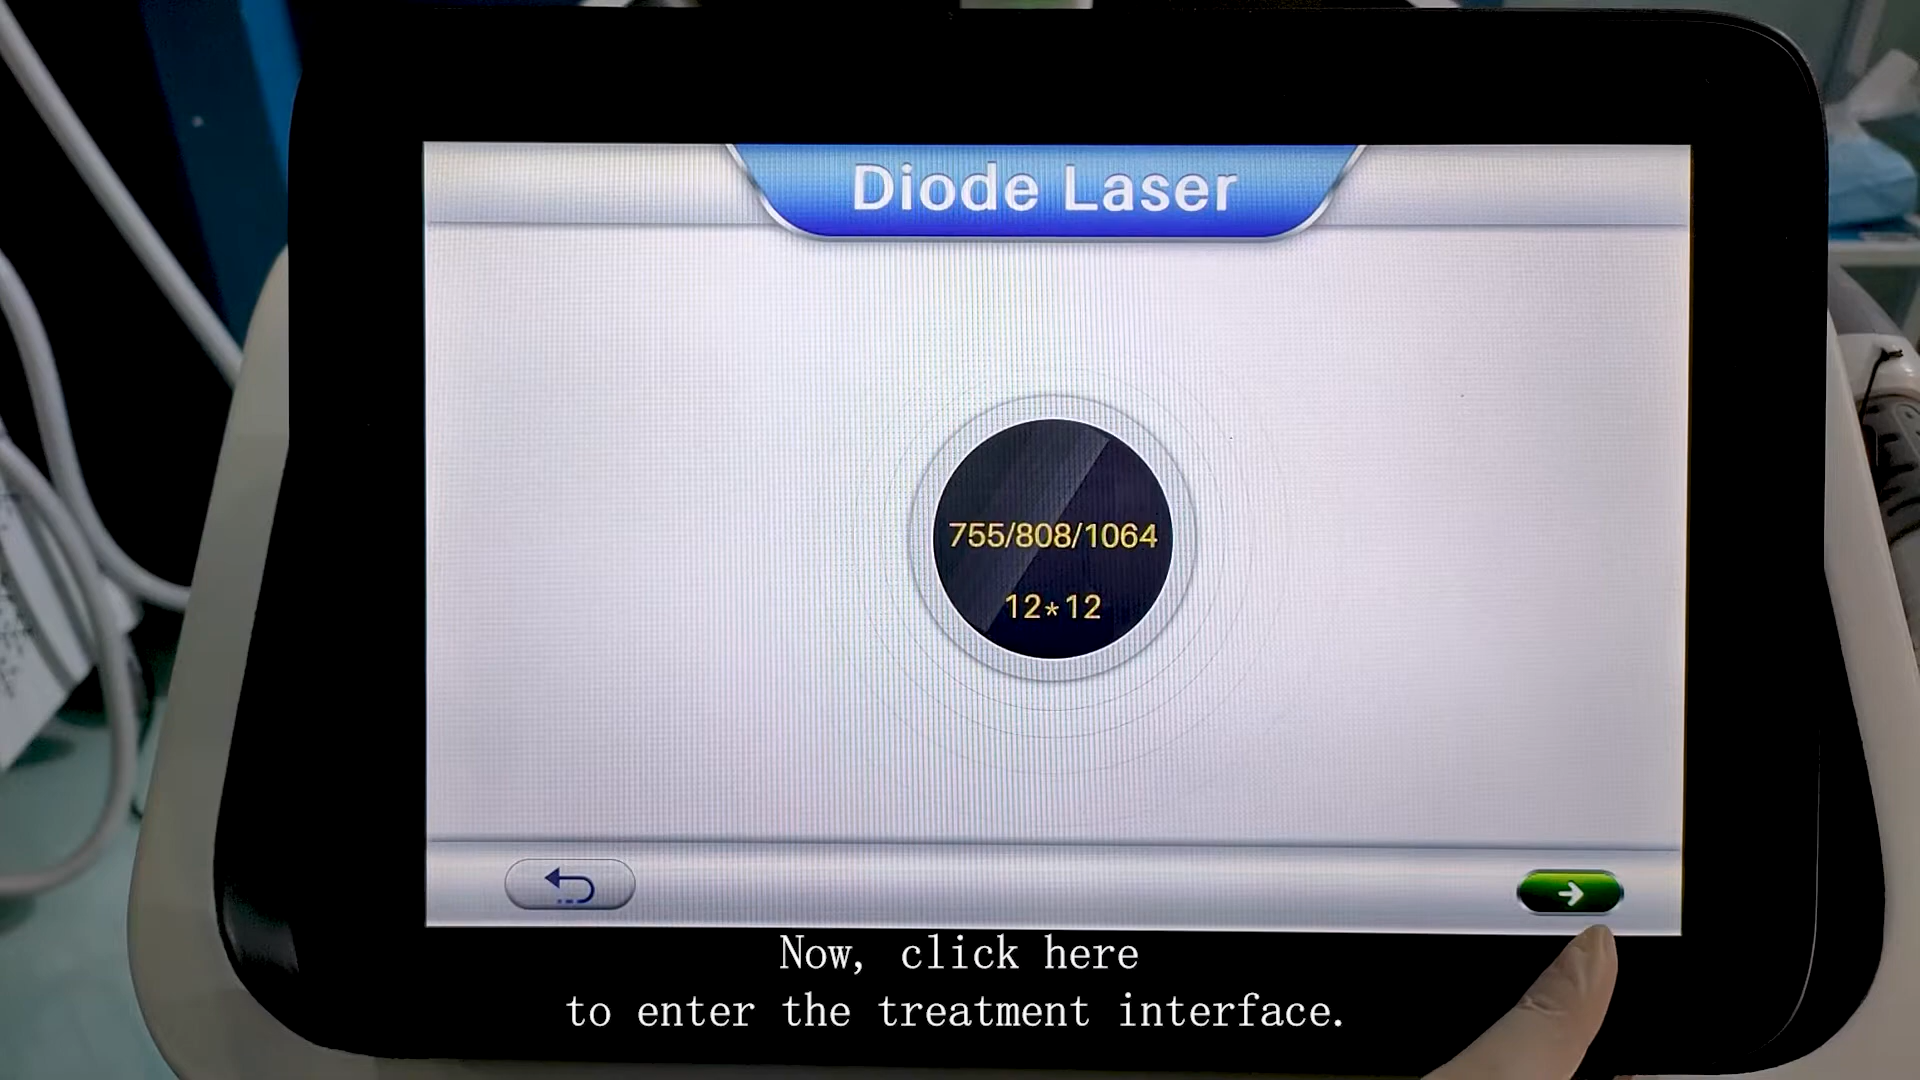 Diode Laser
755/808/1064
12*12
Now, click here
to enter the treatment interface.